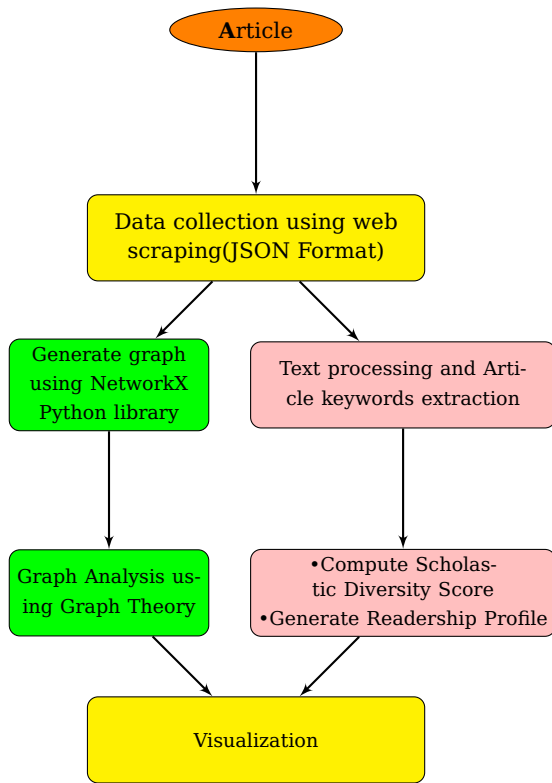 Article
Data collection using web
scraping(JSON Format)
Generate graph
using NetworkX
Python library
Text processing and Arti-
cle keywords extraction
Graph Analysis us-
ing Graph Theory
•Compute Scholas-
tic Diversity Score
•Generate Readership Profile
Visualization